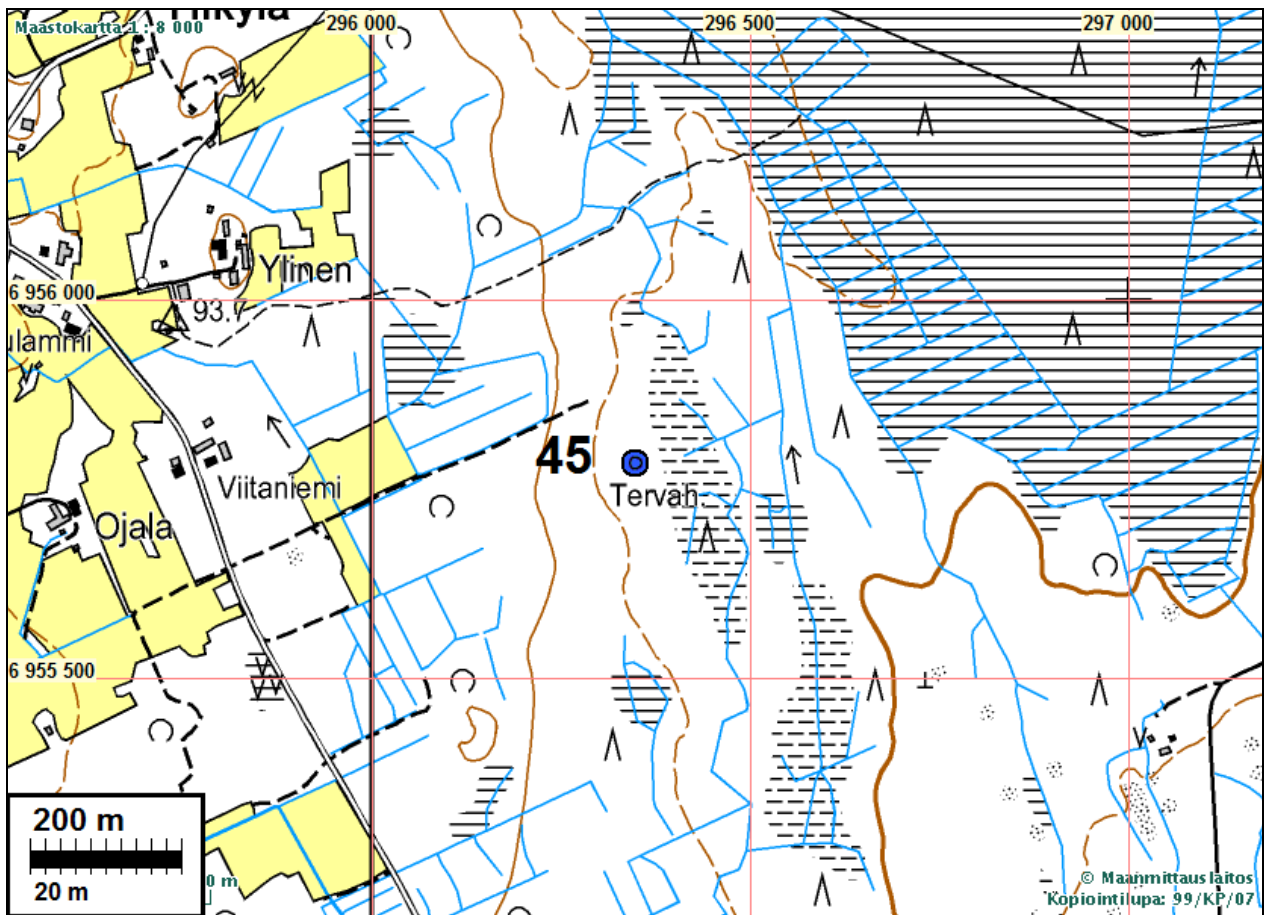 Maastokartta 1 : 8 000
296 000
296 500
297 000
Ylinen
6 956 000
93.7
ulammi
45
Viitaniemi
Tervah.
Ojala
6 955 500
200 m
20 m
0 m
© Maanmittauslaitos
Kopiointilupa: 99/KP/07